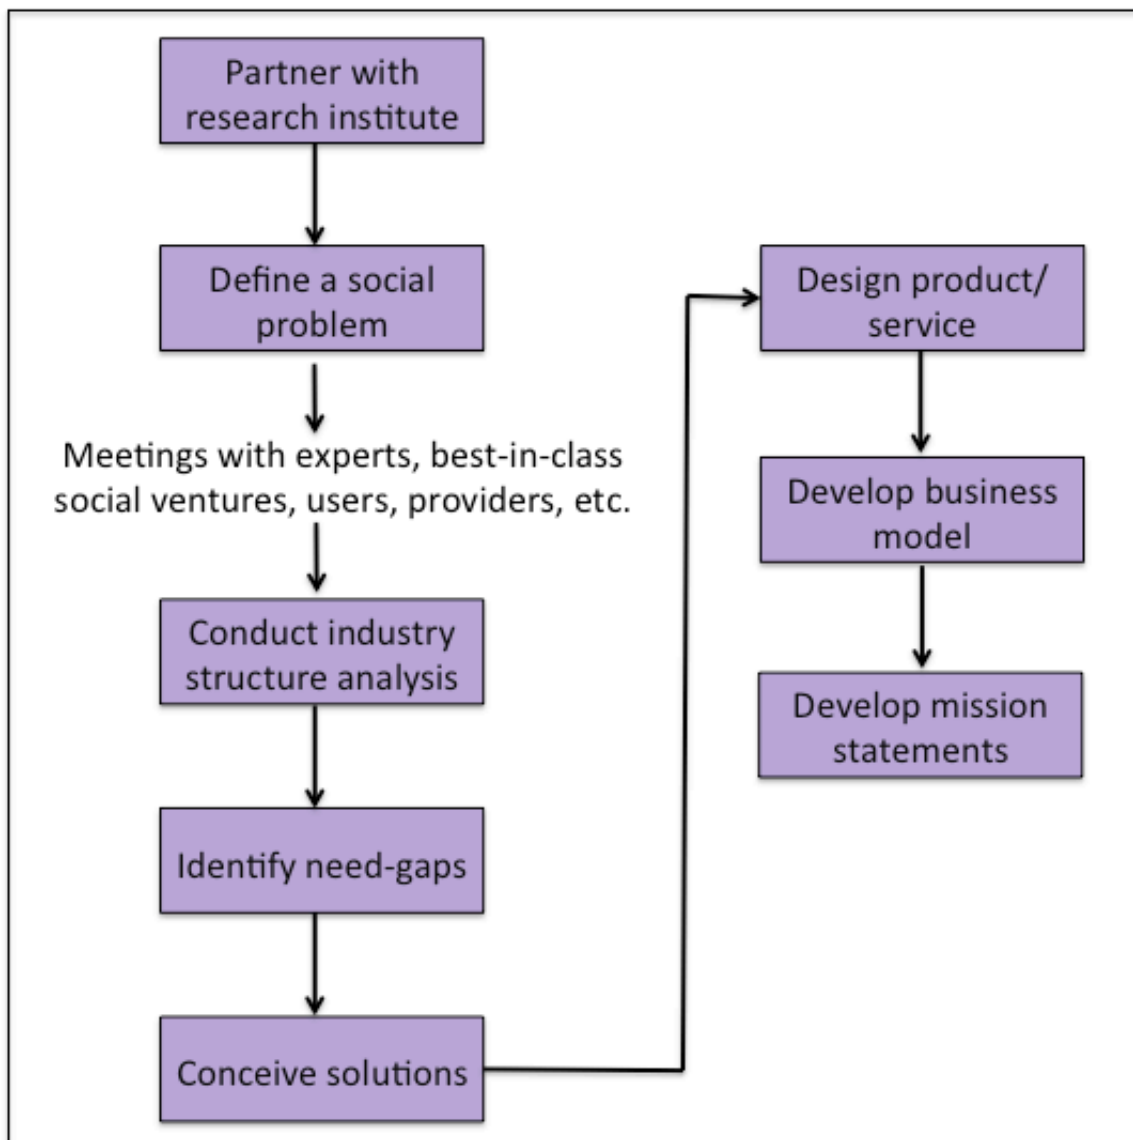 Partner with
research institute
Define a social
problem
Meetings with experts, best-in-class
social ventures, users, providers, etc.
Conduct industry
structure analysis
Identify need-gaps
Conceive solutions
Design product/
service
Develop business
model
Develop mission
statements